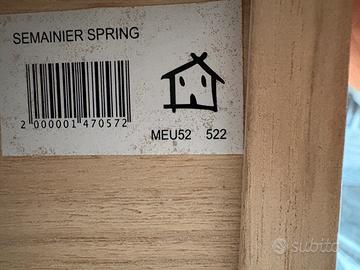 SEMAINIER SPRING
2 000001 470572
MEU52 522
subito